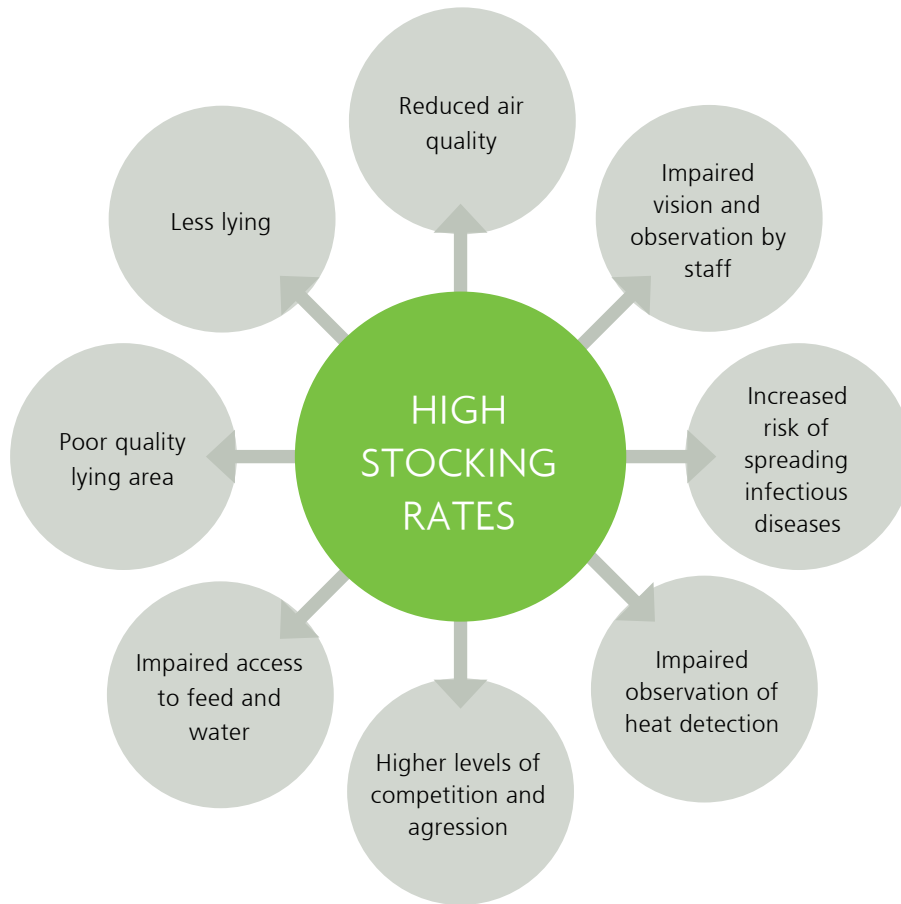 Reduced air
quality
Impaired
vision and
observation by
staff
Less lying
Increased
risk of
spreading
infectious
diseases
HIGH
STOCKING
RATES
Poor quality
lying area
Impaired access
to feed and
water
Impaired
observation of
heat detection
Higher levels of
competition and
agression